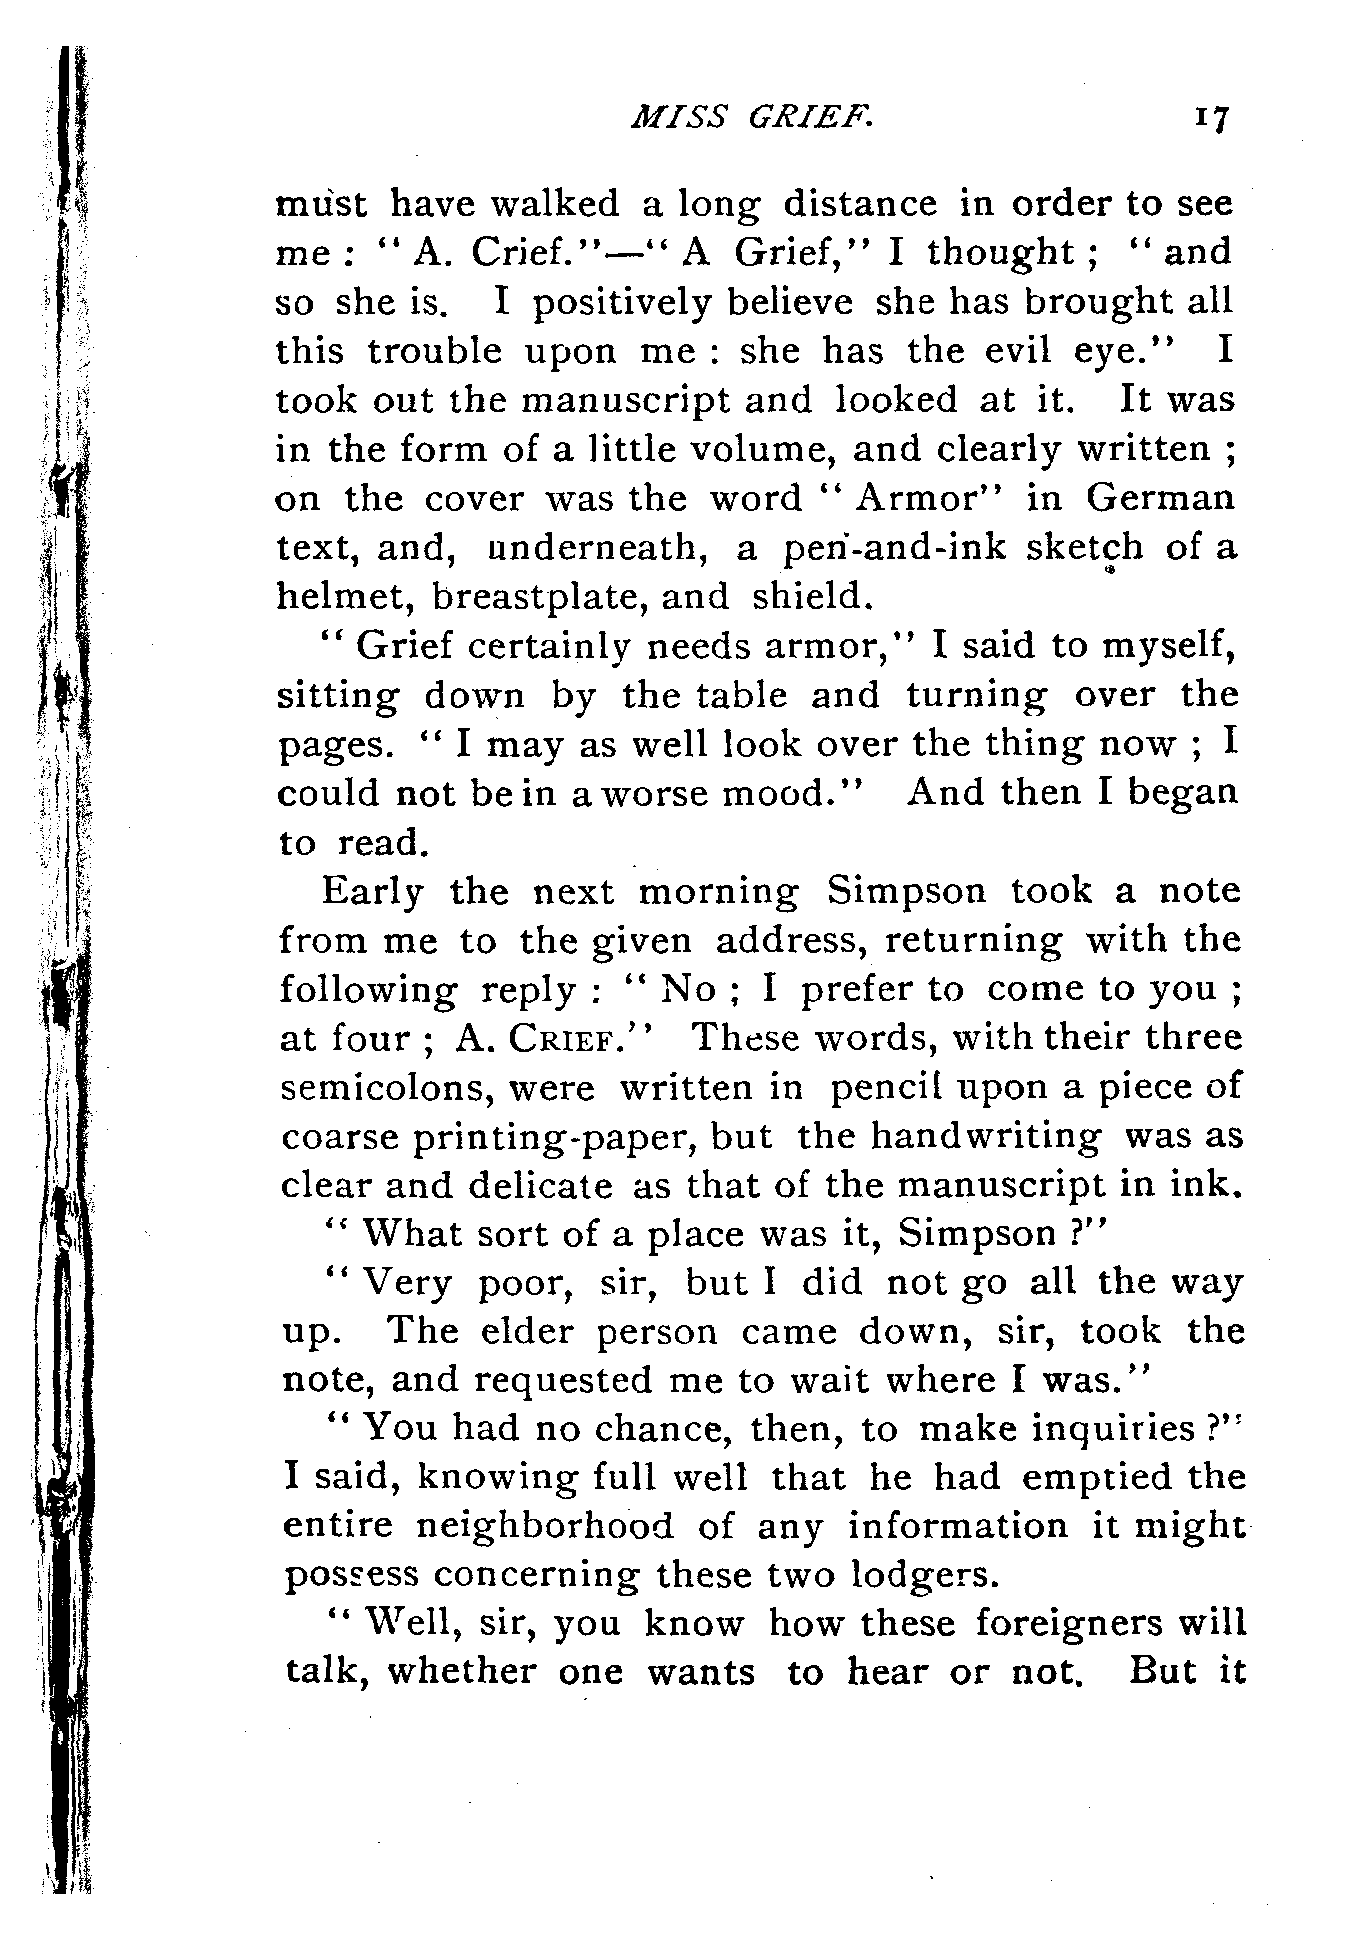 MISS GRIEF. 17
must have walked a long distance in order to see
me : “ A. Crief.”—“ A Grief,” I thought ; “ and
so she is. I positively believe she has brought all
this trouble upon me : she has the evil eye.” I
took out the manuscript and looked at it. It was
in the form of a little volume, and clearly written ;
on the cover was the word “ Armor” in German
text, and, underneath, a pen-and-ink sketch of a
helmet, breastplate, and shield.
“ Grief certainly needs armor,” I said to myself,
sitting down by the table and turning over the
pages. “ I may as well look over the thing now ; I
could not be in a worse mood.” And then I began
to read.
Early the next morning Simpson took a note
from me to the given address, returning with the
following reply : “ No ; I prefer to come to you ;
at four ; A. CRIEF.” These words, with their three
semicolons, were written in pencil upon a piece of
coarse printing-paper, but the handwriting was as
clear and delicate as that of the manuscript in ink.
“ What sort of a place was it, Simpson ?”
“ Very poor, sir, but I did not go all the way
up. The elder person came down, sir, took the
note, and requested me to wait where I was.”
“ You had no chance, then, to make inquiries ?”
I said, knowing full well that he had emptied the
entire neighborhood of any information it might
possess concerning these two lodgers.
“ Well, sir, you know how these foreigners will
talk, whether one wants to hear or not. But it